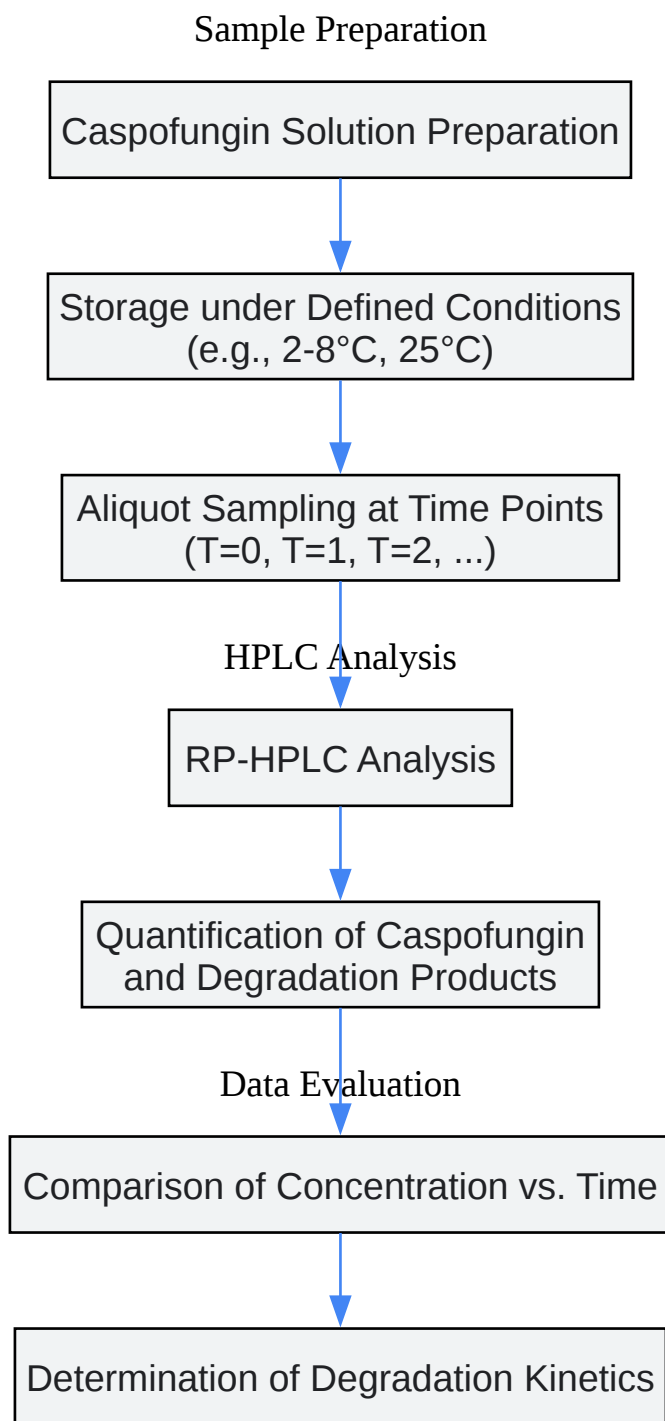 Sample Preparation
Caspofungin Solution Preparation
Storage under Defined Conditions
(e.g., 2-8°C, 25°C)
Aliquot Sampling at Time Points
(T=0, T=1, T=2, ...)
HPLC Analysis
RP-HPLC Analysis
Quantification of Caspofungin
and Degradation Products
Data Evaluation
Comparison of Concentration vs. Time
Determination of Degradation Kinetics